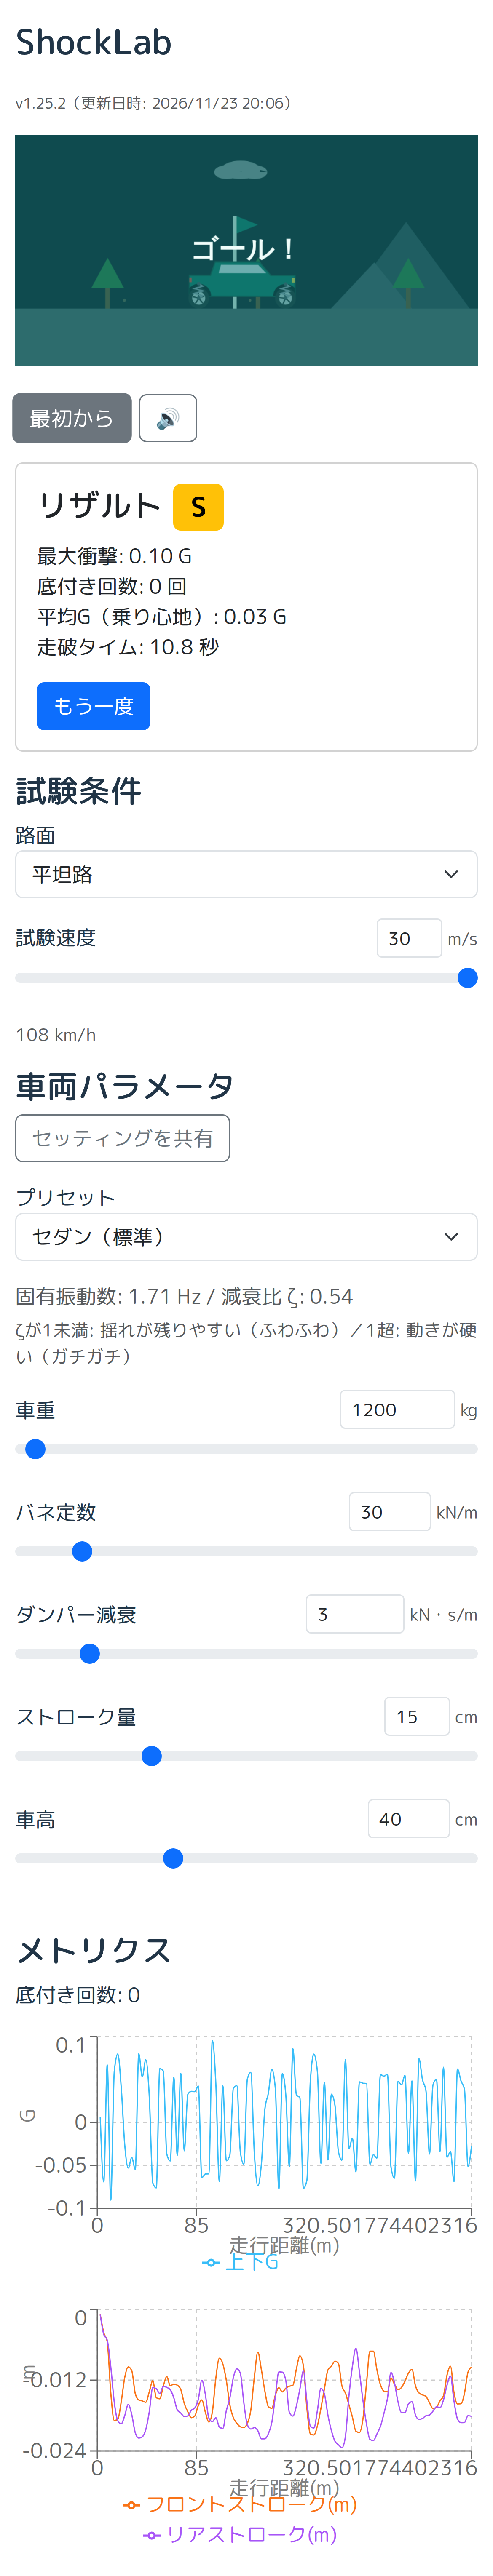 ShockLab
v1.25.2（更新日時: 2026/11/23 20:06）
ゴール！
最初から
リザルト S
最大衝撃: 0.10 G
底付き回数: 0 回
平均G（乗り心地）: 0.03 G
走破タイム: 10.8 秒
もう一度
試験条件
路面
平坦路
試験速度 30 m/s
108 km/h
車両パラメータ
セッティングを共有
プリセット
セダン（標準）
固有振動数: 1.71 Hz / 減衰比 ζ: 0.54
ζが1未満: 揺れが残りやすい（ふわふわ）／1超: 動きが硬
い（ガチガチ）
車重 1200 kg
バネ定数 30 kN/m
ダンパー減衰 3 kN・s/m
ストローク量 15 cm
車高 40 cm
メトリクス
底付き回数: 0
0.1
G
0
-0.05
-0.1
0 85 320.501774402316
走行距離(m)
上下G
0
m
-0.012
-0.024
0 85 320.501774402316
走行距離(m)
フロントストローク(m)
リアストローク(m)